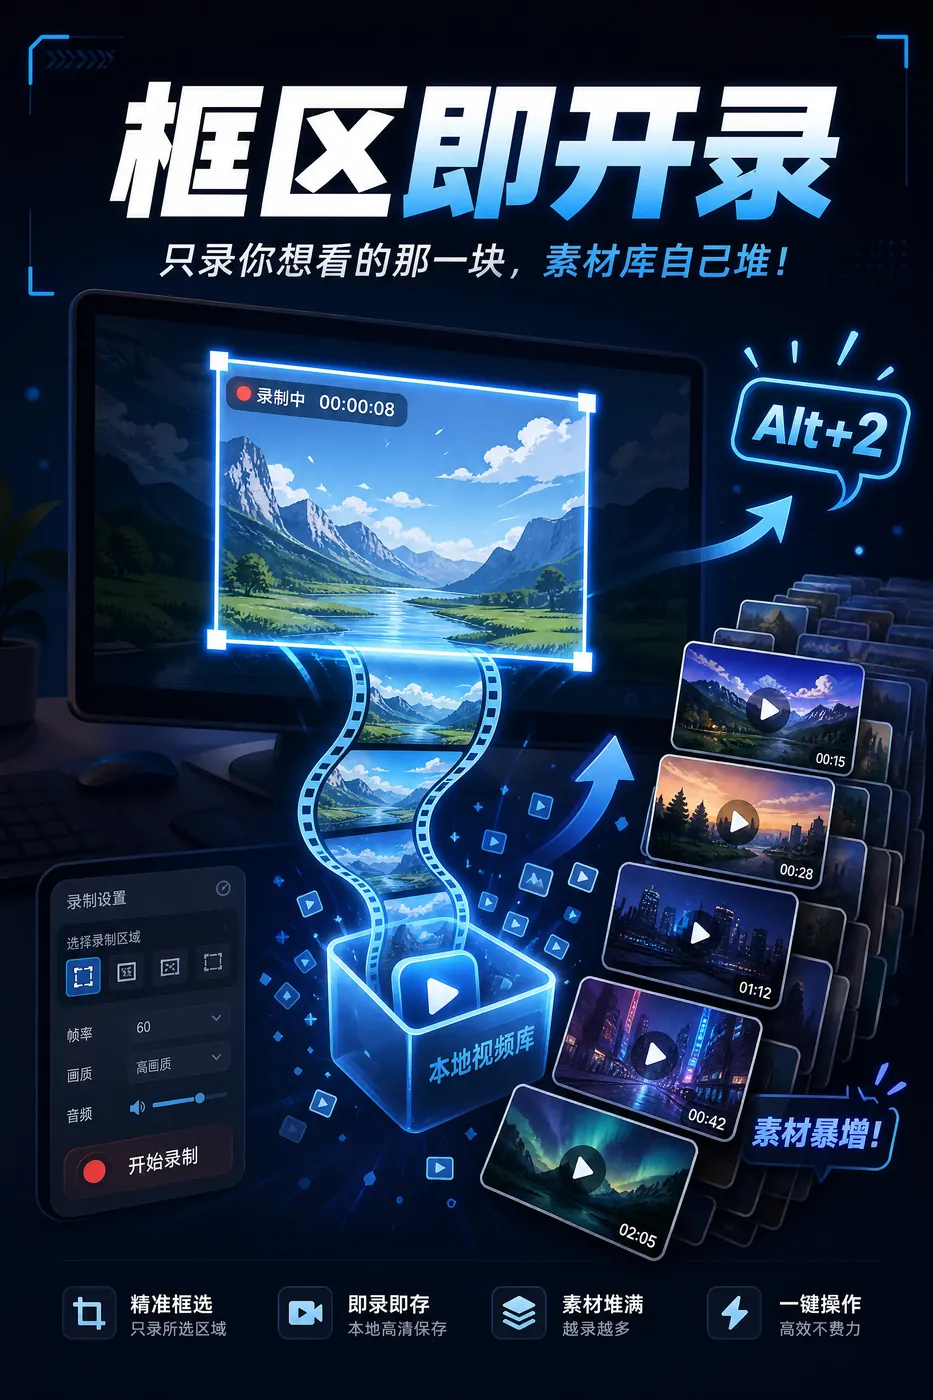 框区即开录
只录你想看的那一块，素材库自己堆！
录制中 00:00:08
Alt+2
00:15
00:28
01:12
00:42
02:05
素材暴增！
本地视频库
录制设置
选择录制区域
帧率 60
画质 高画质
音频
开始录制
精准框选
只录所选区域
即录即存
本地高清保存
素材堆满
越录越多
一键操作
高效不费力